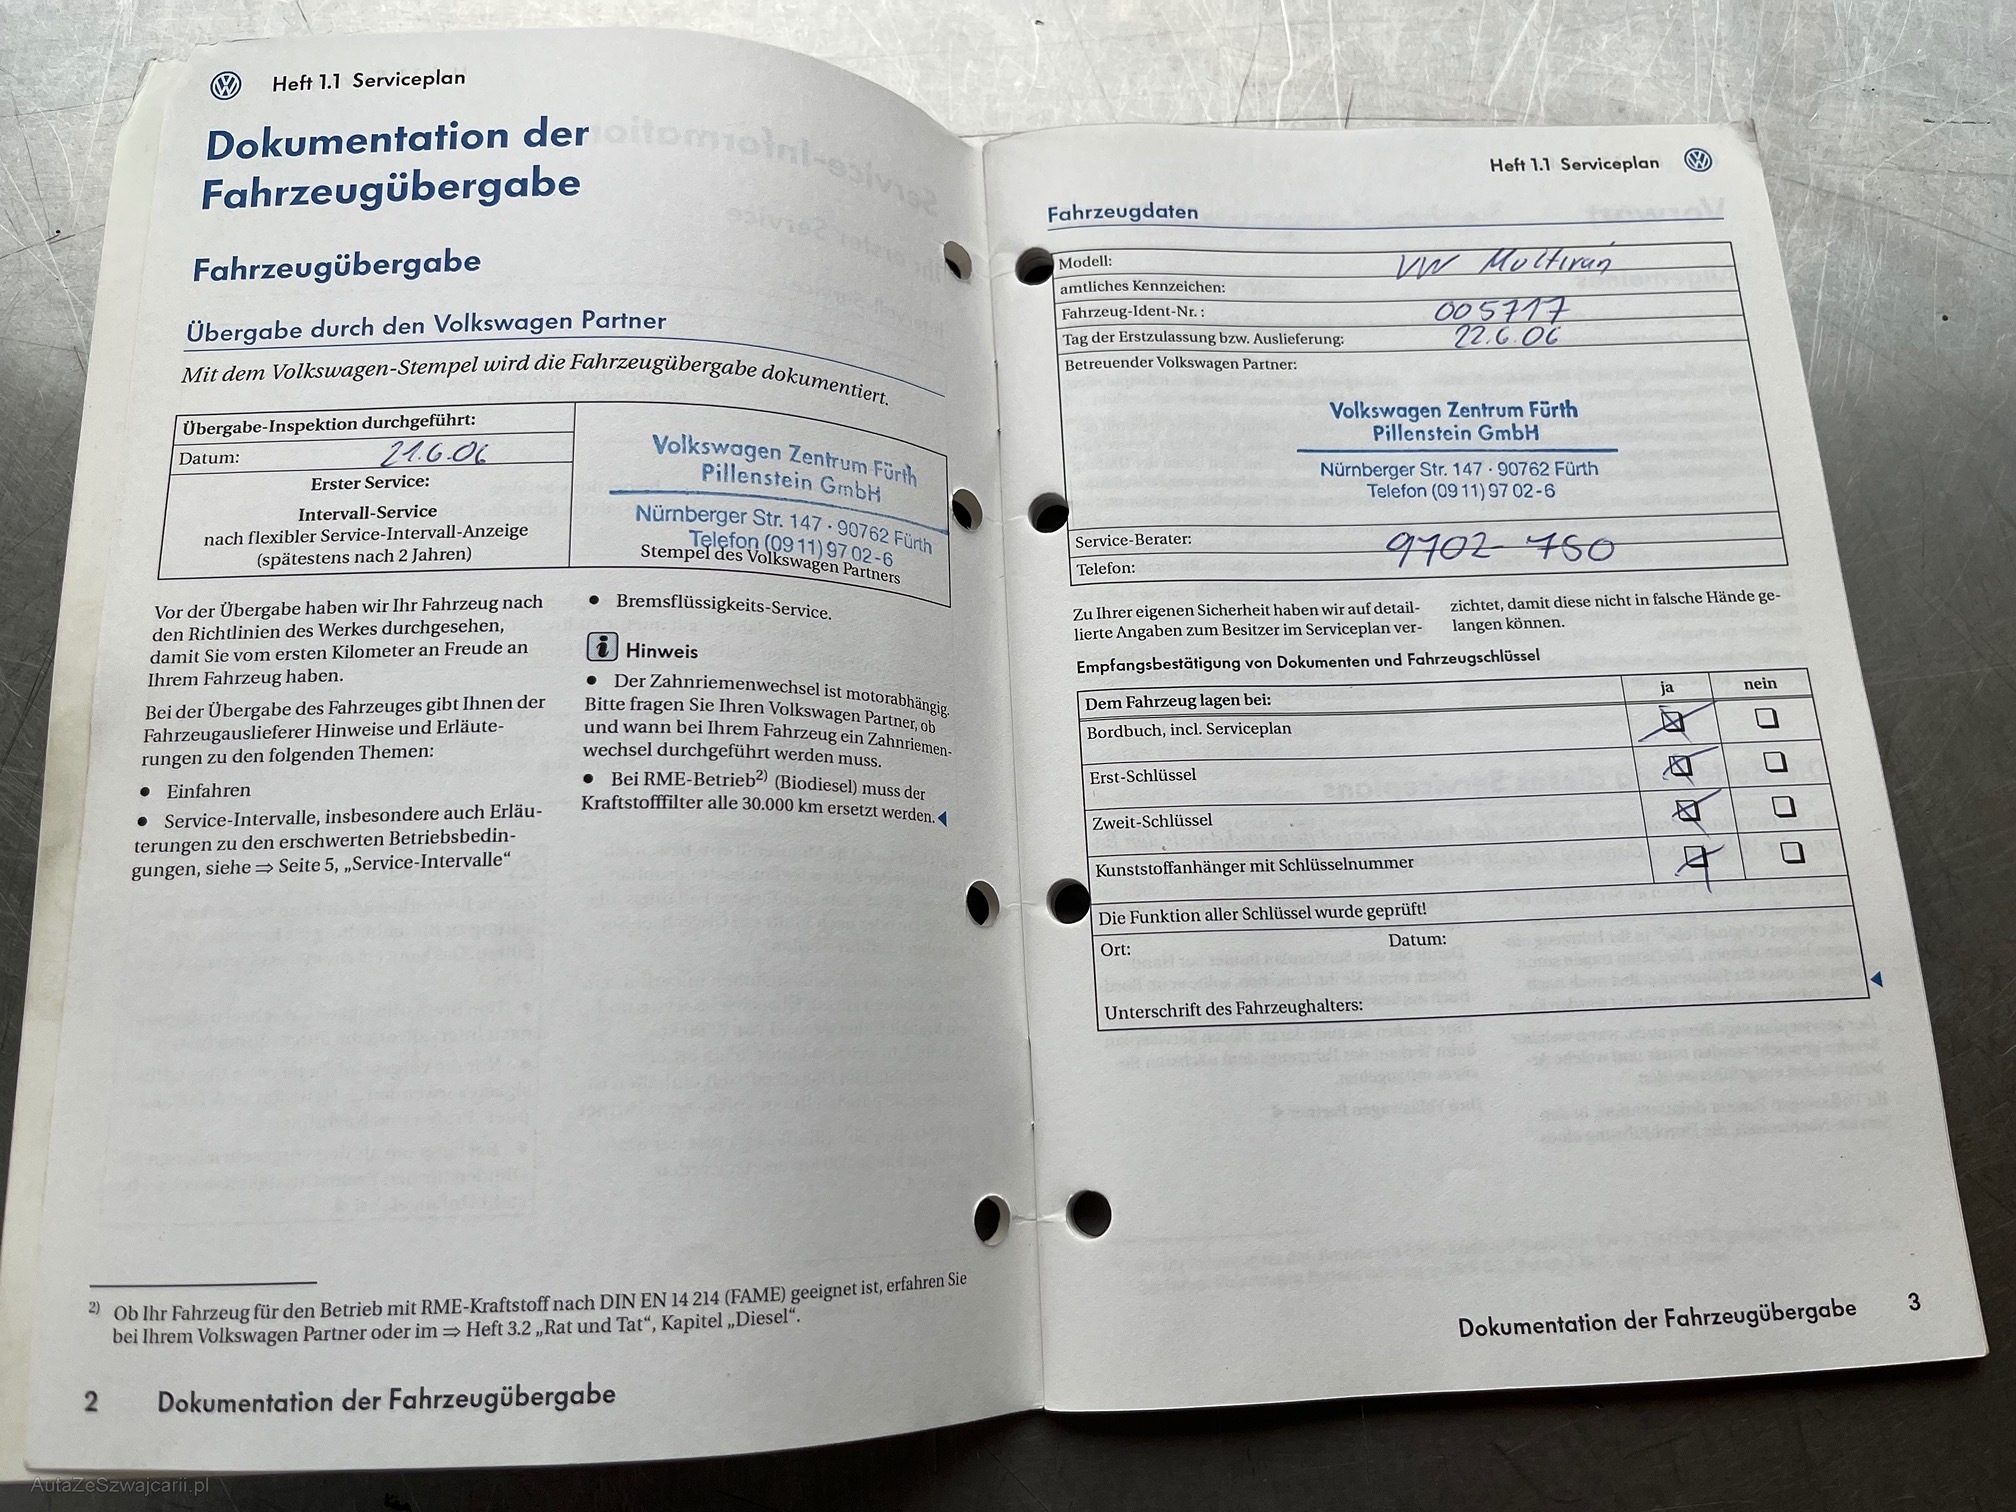 Heft 1.1 Serviceplan
Dokumentation der
Fahrzeugübergabe
Fahrzeugübergabe
Übergabe durch den Volkswagen Partner
Mit dem Volkswagen-Stempel wird die Fahrzeugübergabe dokumentiert.
Übergabe-Inspektion durchgeführt:
Datum: 21.6.06
Erster Service:
Intervall-Service
nach flexibler Service-Intervall-Anzeige
(spätestens nach 2 Jahren)
Volkswagen Zentrum Fürth
Pillenstein GmbH
Nürnberger Str. 147 · 90762 Fürth
Telefon (09 11) 97 02-6
Stempel des Volkswagen Partners
Vor der Übergabe haben wir Ihr Fahrzeug nach
den Richtlinien des Werkes durchgesehen,
damit Sie vom ersten Kilometer an Freude an
Ihrem Fahrzeug haben.
Bei der Übergabe des Fahrzeuges gibt Ihnen der
Fahrzeugauslieferer Hinweise und Erläute-
rungen zu den folgenden Themen:
• Einfahren
• Service-Intervalle, insbesondere auch Erläu-
terungen zu den erschwerten Betriebsbedin-
gungen, siehe ⇒ Seite 5, „Service-Intervalle“
• Bremsflüssigkeits-Service.
i Hinweis
• Der Zahnriemenwechsel ist motorabhängig.
Bitte fragen Sie Ihren Volkswagen Partner, ob
und wann bei Ihrem Fahrzeug ein Zahnriemen-
wechsel durchgeführt werden muss.
• Bei RME-Betrieb2) (Biodiesel) muss der
Kraftstofffilter alle 30.000 km ersetzt werden.
2) Ob Ihr Fahrzeug für den Betrieb mit RME-Kraftstoff nach DIN EN 14 214 (FAME) geeignet ist, erfahren Sie
bei Ihrem Volkswagen Partner oder im ⇒ Heft 3.2 „Rat und Tat“, Kapitel „Diesel“.
2 Dokumentation der Fahrzeugübergabe
Heft 1.1 Serviceplan
Fahrzeugdaten
Modell: VW Multivan
amtliches Kennzeichen:
Fahrzeug-Ident-Nr.: 005717
Tag der Erstzulassung bzw. Auslieferung: 22.6.06
Betreuender Volkswagen Partner:
Volkswagen Zentrum Fürth
Pillenstein GmbH
Nürnberger Str. 147 · 90762 Fürth
Telefon (09 11) 97 02-6
Service-Berater: 9702-750
Telefon:
Zu Ihrer eigenen Sicherheit haben wir auf detail-
lierte Angaben zum Besitzer im Serviceplan ver-
zichtet, damit diese nicht in falsche Hände ge-
langen können.
Empfangsbestätigung von Dokumenten und Fahrzeugschlüssel
Dem Fahrzeug lagen bei: ja nein
Bordbuch, incl. Serviceplan
Erst-Schlüssel
Zweit-Schlüssel
Kunststoffanhänger mit Schlüsselnummer
Die Funktion aller Schlüssel wurde geprüft!
Ort: Datum:
Unterschrift des Fahrzeughalters:
Dokumentation der Fahrzeugübergabe 3
AutaZeSzwajcarii.pl